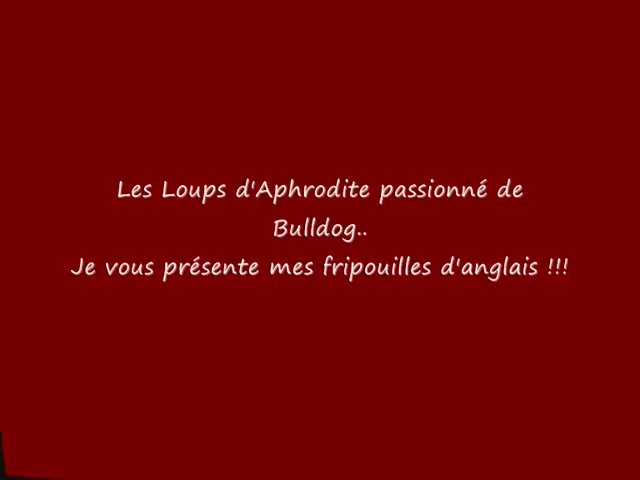 Les Loups d'Aphrodite passionné de
Bulldog..
Je vous présente mes fripouilles d'anglais !!!